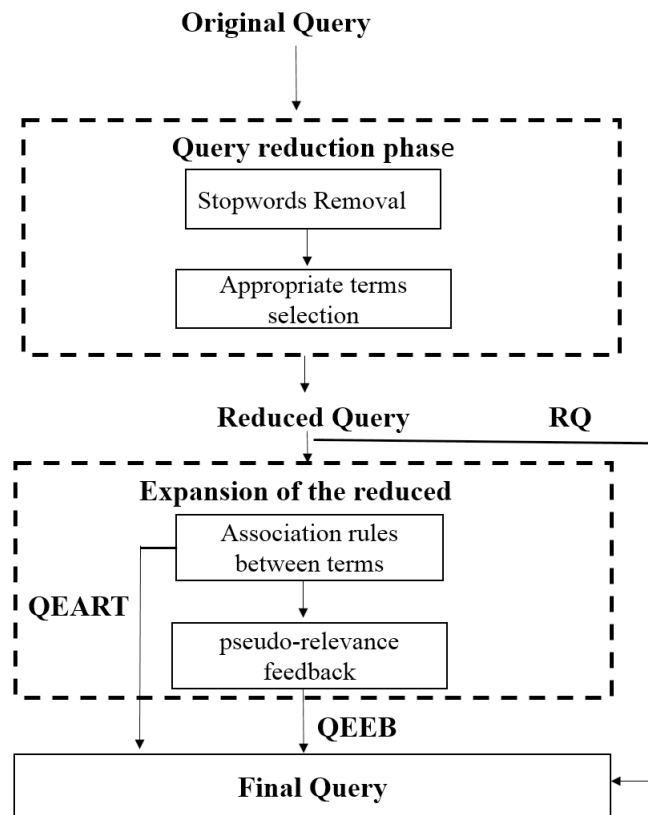 Original Query
Query reduction phase
Stopwords Removal
Appropriate terms
selection
Reduced Query
RQ
Expansion of the reduced
Association rules
between terms
QEART
pseudo-relevance
feedback
QEEB
Final Query